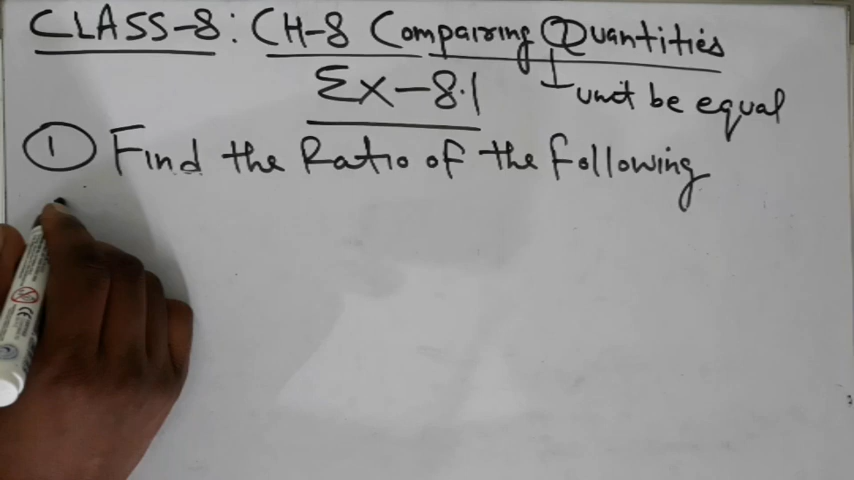 CLASS-8: CH-8 Comparing Quantities
Ex-8.1
unit be equal
1 Find the Ratio of the following